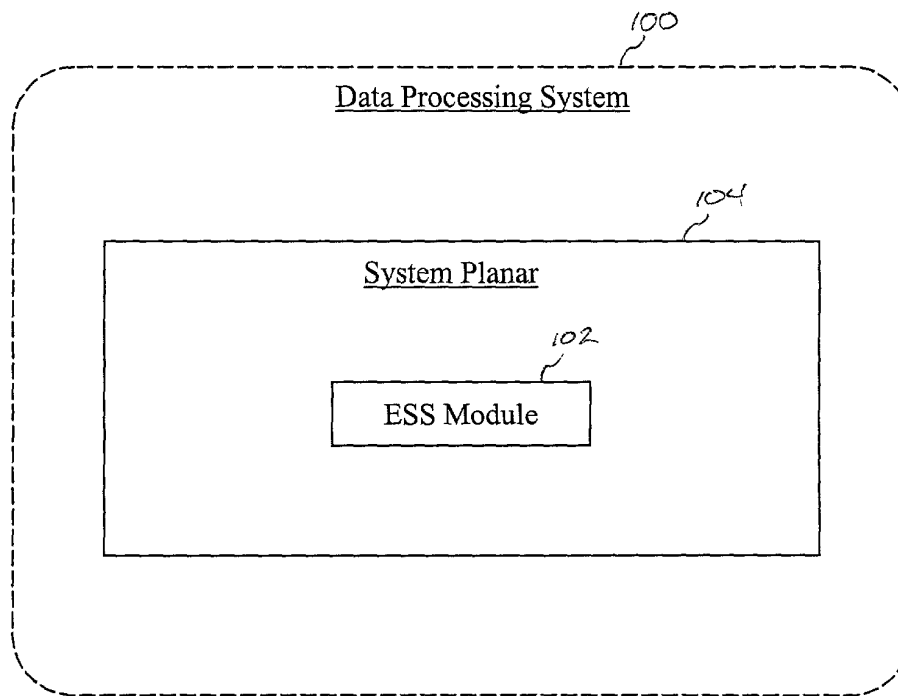 100
Data Processing System
104
System Planar
102
ESS Module